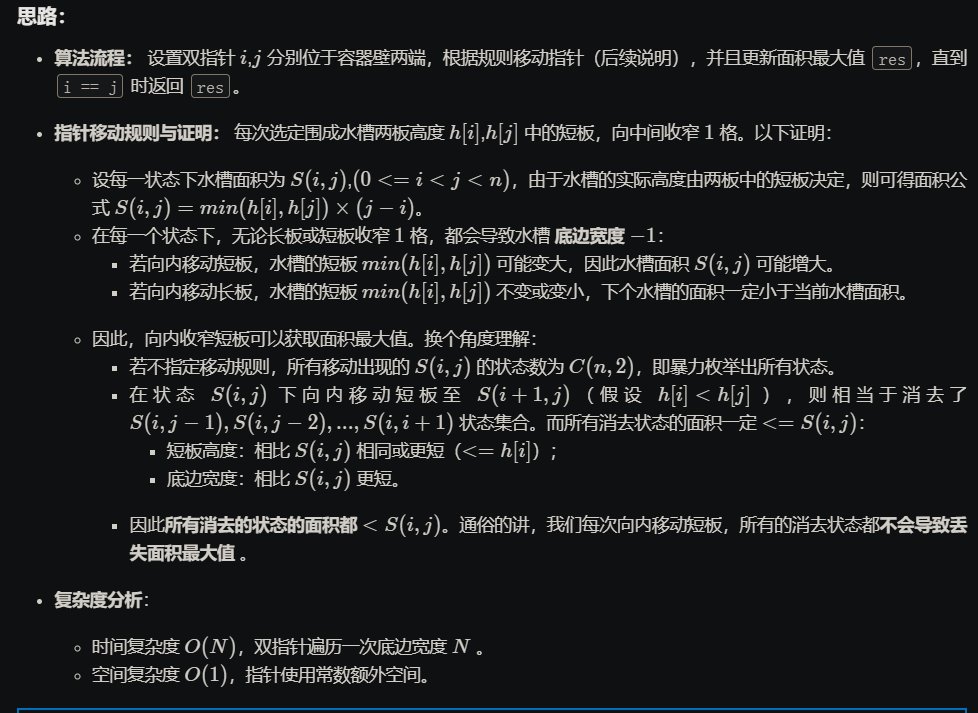 思路：
算法流程： 设置双指针 i,j 分别位于容器壁两端，根据规则移动指针（后续说明），并且更新面积最大值 res ，直到
i == j 时返回 res 。
指针移动规则与证明： 每次选定围成水槽两板高度 h[i],h[j] 中的短板，向中间收窄 1 格。以下证明：
设每一状态下水槽面积为 S(i,j),(0 <= i < j < n)，由于水槽的实际高度由两板中的短板决定，则可得面积公
式 S(i,j) = min(h[i],h[j]) × (j − i)。
在每一个状态下，无论长板或短板收窄 1 格，都会导致水槽 底边宽度 −1：
若向内移动短板，水槽的短板 min(h[i],h[j]) 可能变大，因此水槽面积 S(i,j) 可能增大。
若向内移动长板，水槽的短板 min(h[i],h[j]) 不变或变小，下个水槽的面积一定小于当前水槽面积。
因此，向内收窄短板可以获取面积最大值。换个角度理解：
若不指定移动规则，所有移动出现的 S(i,j) 的状态数为 C(n,2)，即暴力枚举出所有状态。
在状态 S(i,j) 下向内移动短板至 S(i+1,j)（假设 h[i] < h[j] ），则相当于消去了
S(i,j−1),S(i,j−2),...,S(i,i+1) 状态集合。而所有消去状态的面积一定 <= S(i,j)：
短板高度：相比 S(i,j) 相同或更短（<= h[i]）；
底边宽度：相比 S(i,j) 更短。
因此所有消去的状态的面积都 < S(i,j)。通俗的讲，我们每次向内移动短板，所有的消去状态都不会导致丢
失面积最大值 。
复杂度分析：
时间复杂度 O(N)，双指针遍历一次底边宽度 N 。
空间复杂度 O(1)，指针使用常数额外空间。